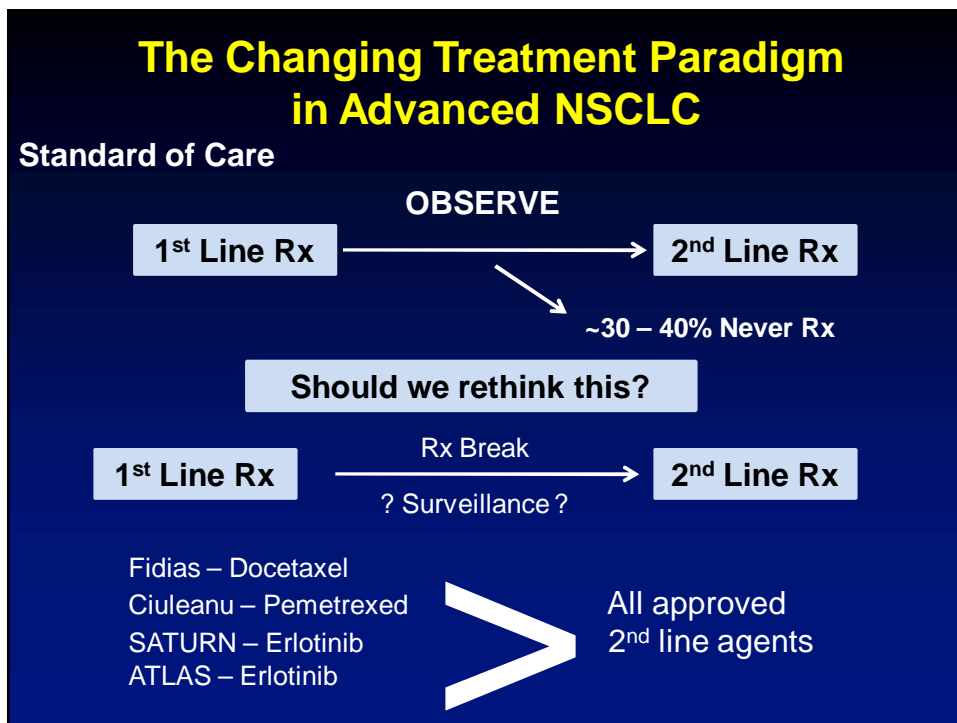 The Changing Treatment Paradigm
in Advanced NSCLC
Standard of Care
OBSERVE
1st Line Rx
2nd Line Rx
~30 – 40% Never Rx
Should we rethink this?
Rx Break
1st Line Rx
2nd Line Rx
? Surveillance ?
Fidias – Docetaxel
Ciuleanu – Pemetrexed
SATURN – Erlotinib
ATLAS – Erlotinib
>
All approved
2nd line agents